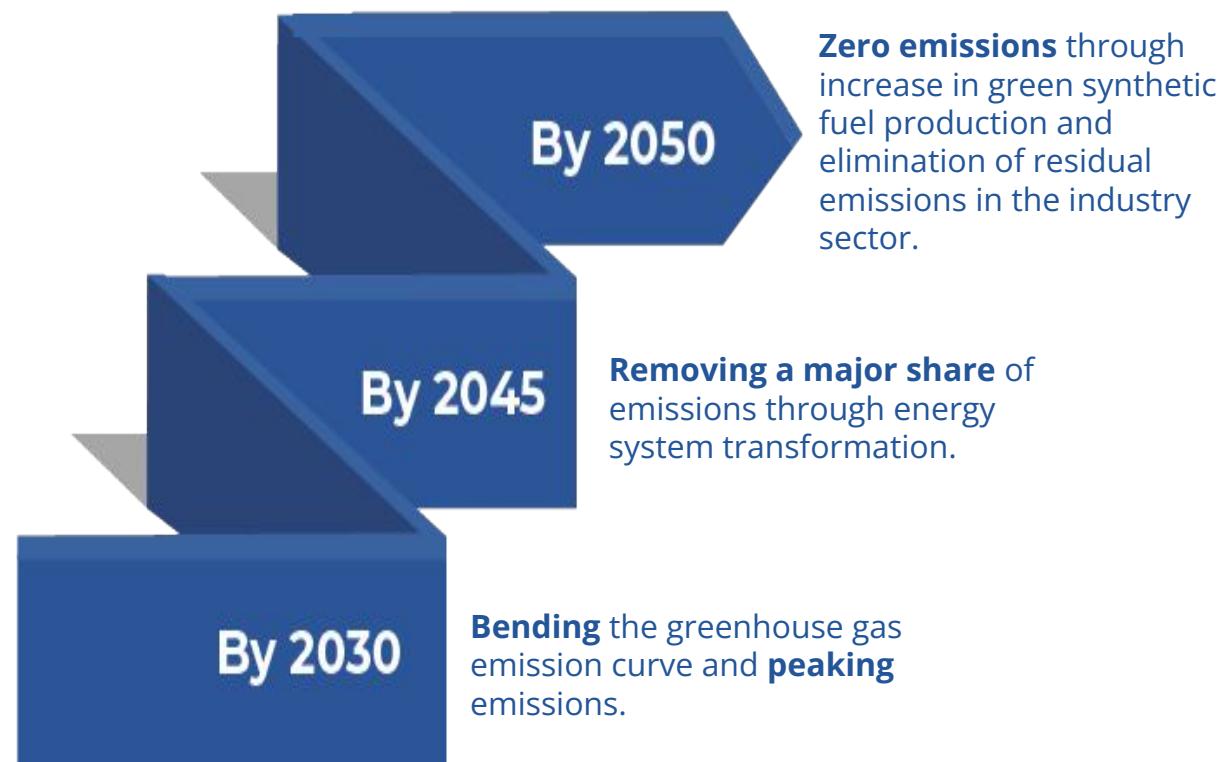 By 2050
Zero emissions through
increase in green synthetic
fuel production and
elimination of residual
emissions in the industry
sector.
By 2045
Removing a major share of
emissions through energy
system transformation.
By 2030
Bending the greenhouse gas
emission curve and peaking
emissions.